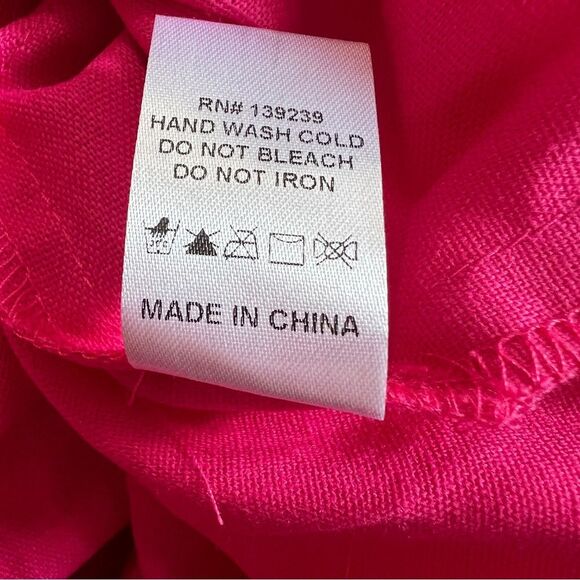 RN# 139239
HAND WASH COLD
DO NOT BLEACH
DO NOT IRON
MADE IN CHINA